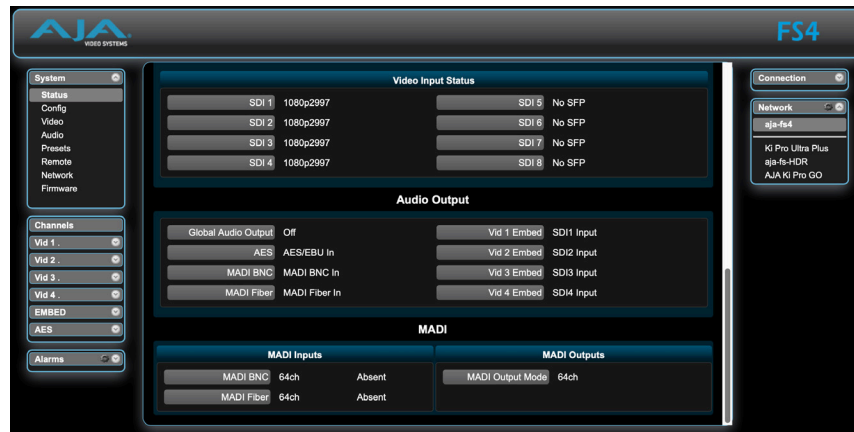 AJA
VIDEO SYSTEMS
FS4
System
Status
Config
Video
Audio
Presets
Remote
Network
Firmware
Channels
Vid 1 .
Vid 2 .
Vid 3 .
Vid 4 .
EMBED
AES
Alarms
Video Input Status
SDI 1 1080p2997 SDI 5 No SFP
SDI 2 1080p2997 SDI 6 No SFP
SDI 3 1080p2997 SDI 7 No SFP
SDI 4 1080p2997 SDI 8 No SFP
Audio Output
Global Audio Output Off Vid 1 Embed SDI1 Input
AES AES/EBU In Vid 2 Embed SDI2 Input
MADI BNC MADI BNC In Vid 3 Embed SDI3 Input
MADI Fiber MADI Fiber In Vid 4 Embed SDI4 Input
MADI
MADI Inputs MADI Outputs
MADI BNC 64ch Absent MADI Output Mode 64ch
MADI Fiber 64ch Absent
Connection
Network
aja-fs4
Ki Pro Ultra Plus
aja-fs-HDR
AJA Ki Pro GO